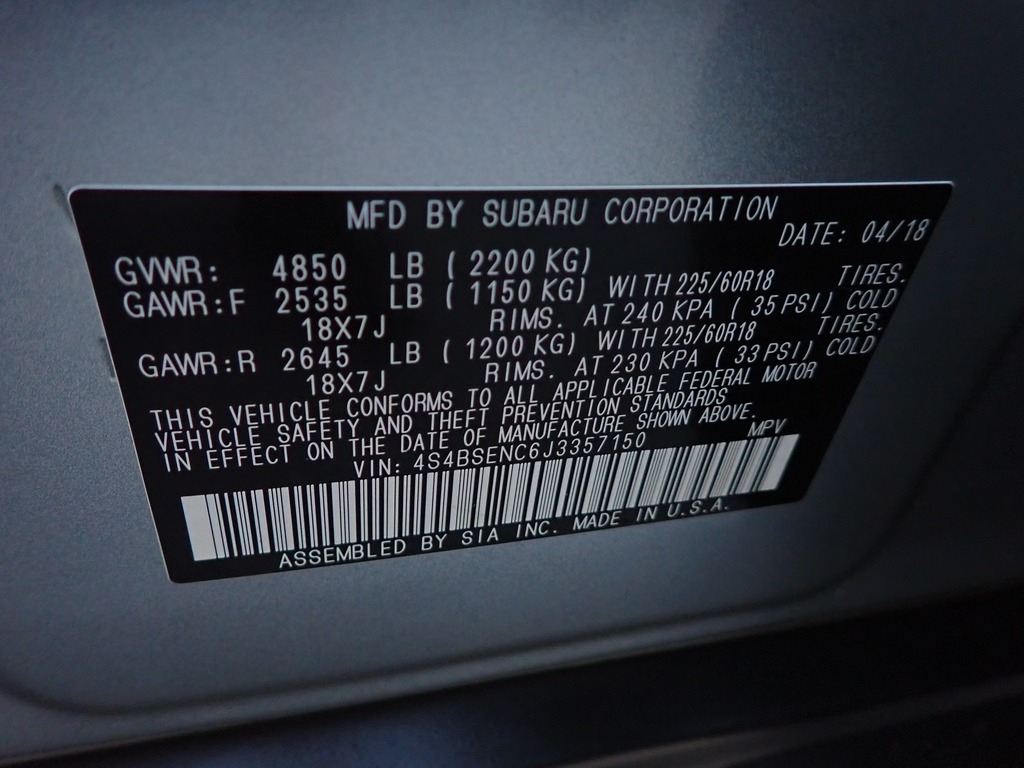 MFD BY SUBARU CORPORATION
DATE: 04/18
GVWR: 4850 LB ( 2200 KG)
GAWR:F 2535 LB ( 1150 KG) WITH 225/60R18 TIRES.
18X7J RIMS. AT 240 KPA ( 35 PSI) COLD
GAWR:R 2645 LB ( 1200 KG) WITH 225/60R18 TIRES.
18X7J RIMS. AT 230 KPA ( 33 PSI) COLD
THIS VEHICLE CONFORMS TO ALL APPLICABLE FEDERAL MOTOR
VEHICLE SAFETY AND THEFT PREVENTION STANDARDS
IN EFFECT ON THE DATE OF MANUFACTURE SHOWN ABOVE.
VIN: 4S4BSENC6J3357150 MPV
ASSEMBLED BY SIA INC. MADE IN U.S.A.